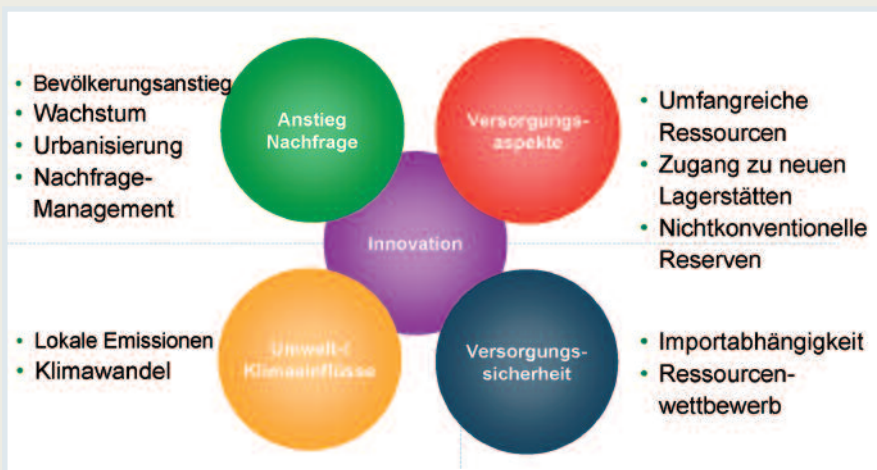 • Bevölkerungsanstieg
• Wachstum
• Urbanisierung
• Nachfrage-
Management
Anstieg
Nachfrage
Versorgungs-
aspekte
• Umfangreiche
Ressourcen
• Zugang zu neuen
Lagerstätten
• Nichtkonventionelle
Reserven
Innovation
• Lokale Emissionen
• Klimawandel
Umwelt-/
Klimaeinflüsse
Versorgungs-
sicherheit
• Importabhängigkeit
• Ressourcen-
wettbewerb